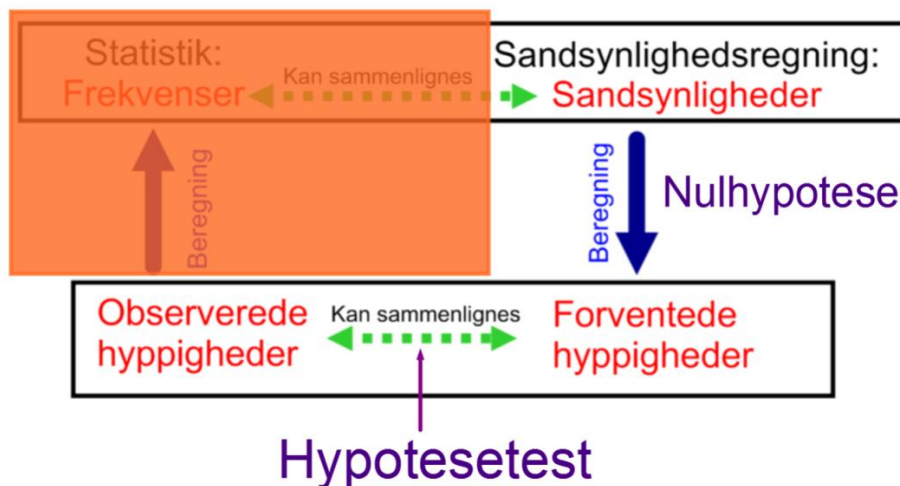 Statistik:
Frekvenser
Kan sammenlignes
Sandsynlighedsregning:
Sandsynligheder
Beregning
Beregning
Nulhypotese
Observerede
hyppigheder
Kan sammenlignes
Forventede
hyppigheder
Hypotesetest